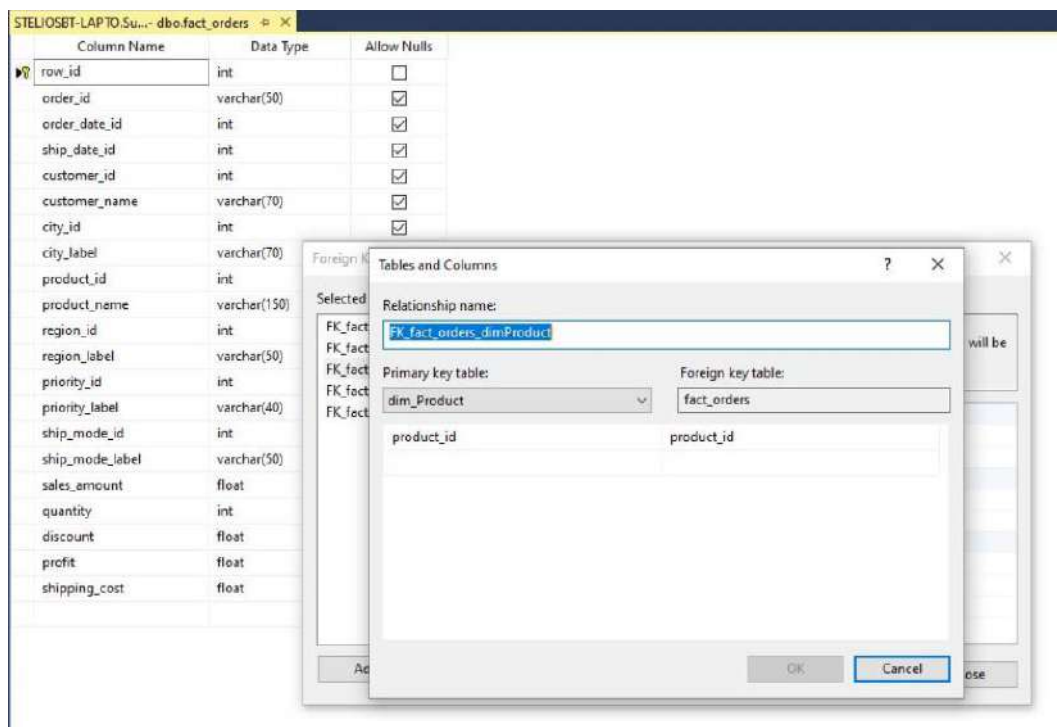 STELIOSBT-LAPTO.Su...- dbo.fact_orders
Column Name Data Type Allow Nulls
row_id int
order_id varchar(50)
order_date_id int
ship_date_id int
customer_id int
customer_name varchar(70)
city_id int
city_label varchar(70)
product_id int
product_name varchar(150)
region_id int
region_label varchar(50)
priority_id int
priority_label varchar(40)
ship_mode_id int
ship_mode_label varchar(50)
sales_amount float
quantity int
discount float
profit float
shipping_cost float
Foreign K
Selected
FK_fact
FK_fact
FK_fact
FK_fact
FK_fact
will be
Ad
ose
Tables and Columns ? ×
Relationship name:
FK_fact_orders_dimProduct
Primary key table: Foreign key table:
dim_Product fact_orders
product_id product_id
OK Cancel